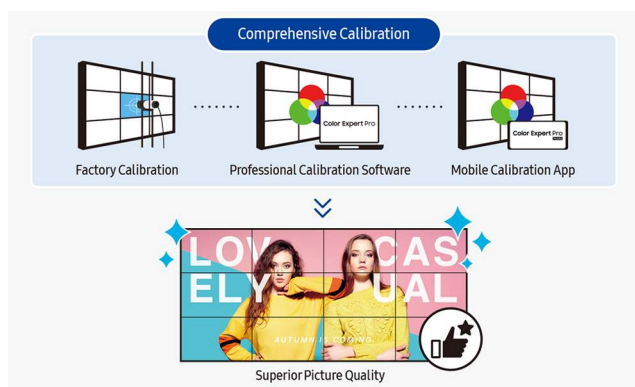 Comprehensive Calibration
Color Expert Pro
Color Expert Pro
Factory Calibration
Professional Calibration Software
Mobile Calibration App
LOV CAS
ELY UAL
AUTUMN IS COMING
Superior Picture Quality